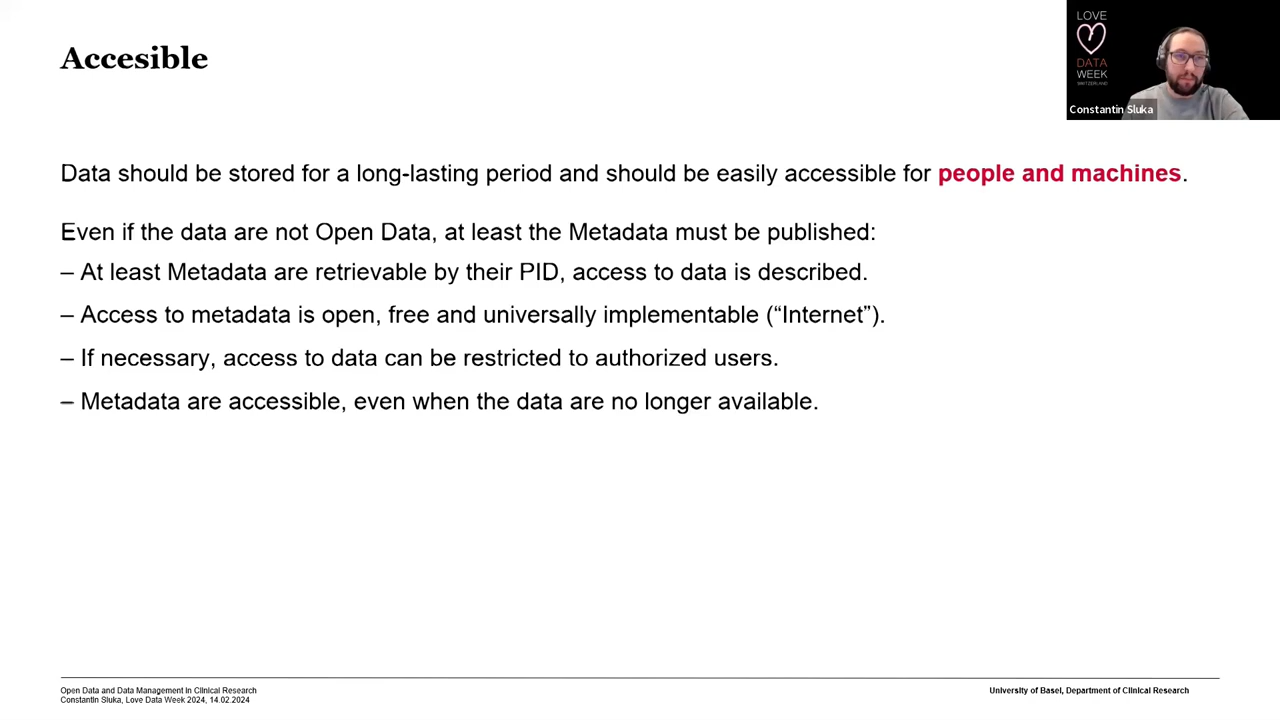 Accesible
LOVE
DATA
WEEK
SWITZERLAND
Constantin Sluka
Data should be stored for a long-lasting period and should be easily accessible for people and machines.
Even if the data are not Open Data, at least the Metadata must be published:
– At least Metadata are retrievable by their PID, access to data is described.
– Access to metadata is open, free and universally implementable (“Internet”).
– If necessary, access to data can be restricted to authorized users.
– Metadata are accessible, even when the data are no longer available.
Open Data and Data Management in Clinical Research
Constantin Sluka, Love Data Week 2024, 14.02.2024
University of Basel, Department of Clinical Research